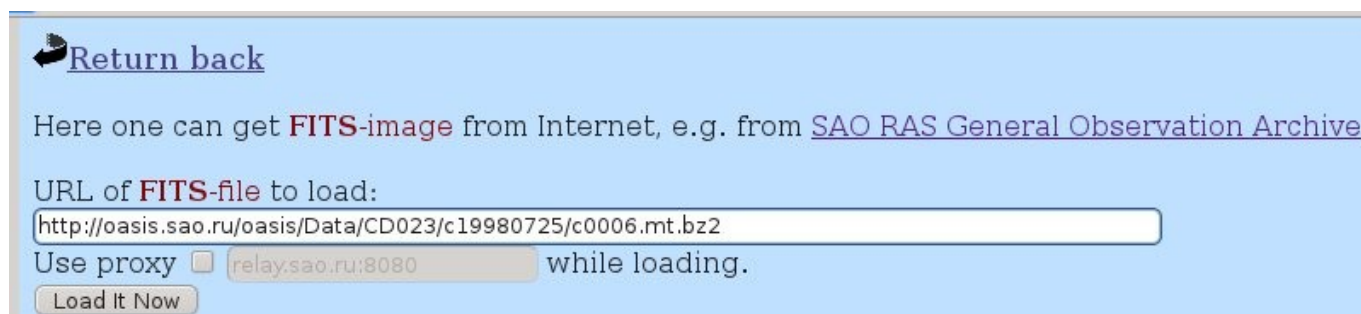 Return back
Here one can get FITS-image from Internet, e.g. from SAO RAS General Observation Archive
URL of FITS-file to load:
http://oasis.sao.ru/oasis/Data/CD023/c19980725/c0006.mt.bz2
Use proxy relay.sao.ru:8080 while loading.
Load It Now